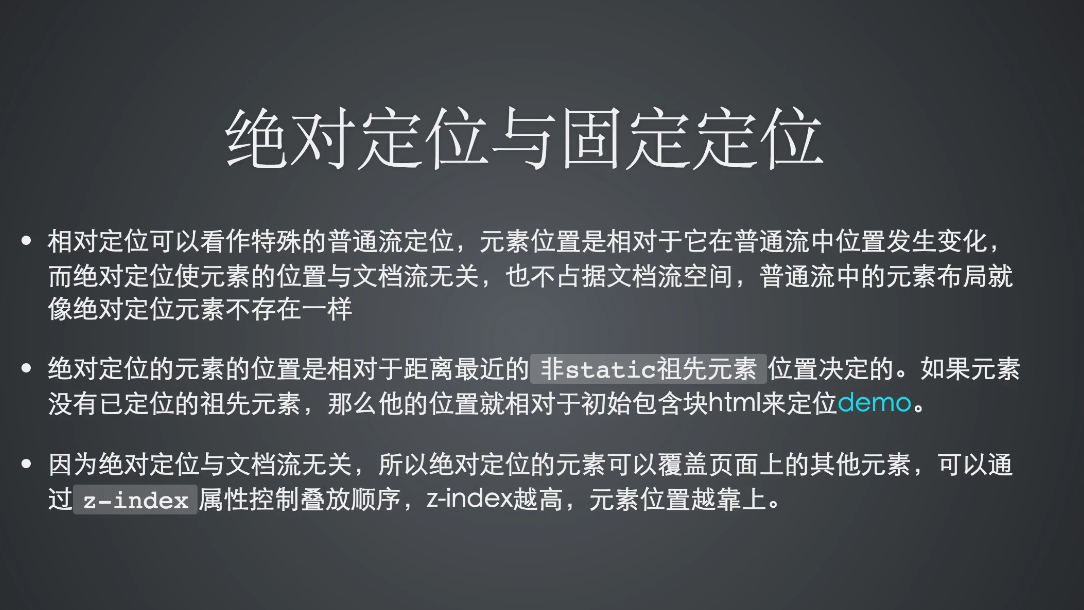 绝对定位与固定定位
• 相对定位可以看作特殊的普通流定位，元素位置是相对于它在普通流中位置发生变化，
而绝对定位使元素的位置与文档流无关，也不占据文档流空间，普通流中的元素布局就
像绝对定位元素不存在一样
• 绝对定位的元素的位置是相对于距离最近的 非static祖先元素 位置决定的。如果元素
没有已定位的祖先元素，那么他的位置就相对于初始包含块html来定位demo。
• 因为绝对定位与文档流无关，所以绝对定位的元素可以覆盖页面上的其他元素，可以通
过 z-index 属性控制叠放顺序，z-index越高，元素位置越靠上。